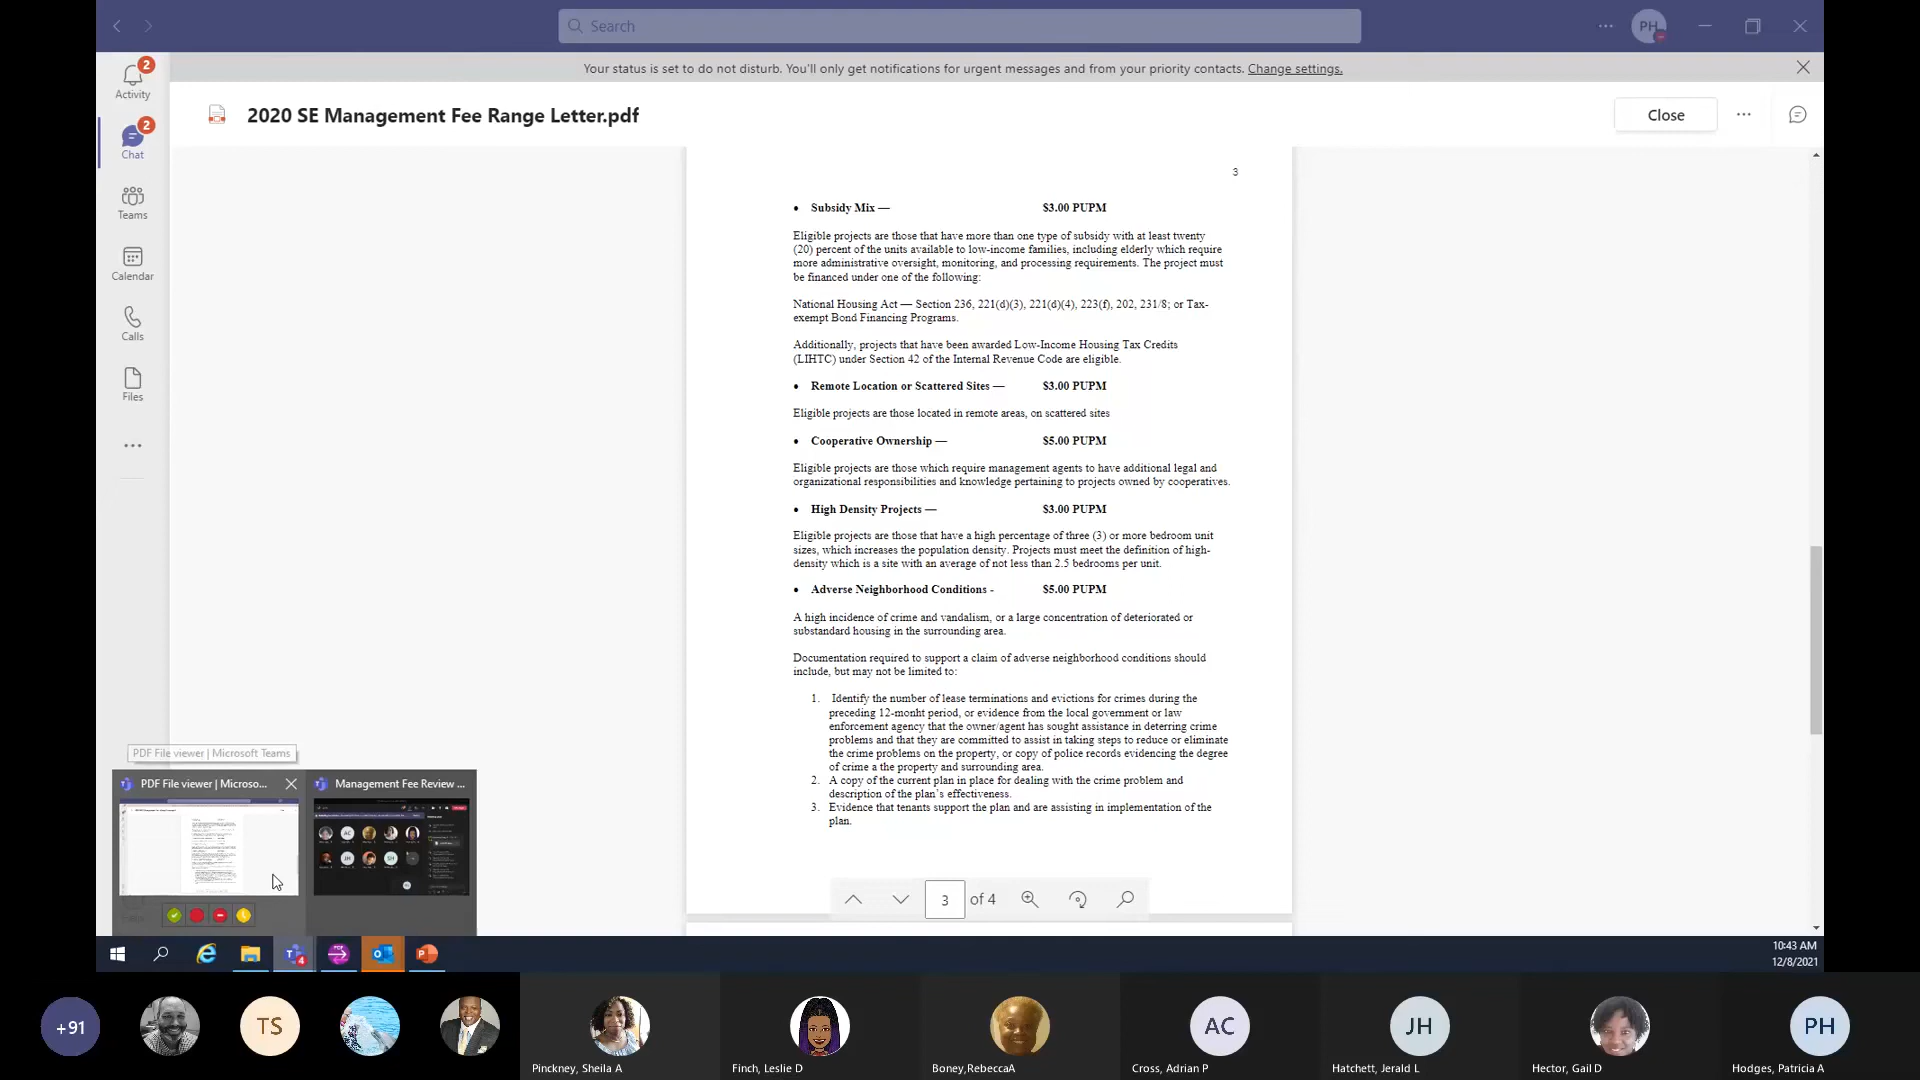 Search
PH
Your status is set to do not disturb. You'll only get notifications for urgent messages and from your priority contacts. Change settings.
2
Activity
2
Chat
Teams
Calendar
Calls
Files
2020 SE Management Fee Range Letter.pdf
Close
3
• Subsidy Mix — $3.00 PUPM
Eligible projects are those that have more than one type of subsidy with at least twenty
(20) percent of the units available to low-income families, including elderly which require
more administrative oversight, monitoring, and processing requirements. The project must
be financed under one of the following:
National Housing Act — Section 236, 221(d)(3), 221(d)(4), 223(f), 202, 231/8; or Tax-
exempt Bond Financing Programs.
Additionally, projects that have been awarded Low-Income Housing Tax Credits
(LIHTC) under Section 42 of the Internal Revenue Code are eligible.
• Remote Location or Scattered Sites — $3.00 PUPM
Eligible projects are those located in remote areas, on scattered sites
• Cooperative Ownership — $5.00 PUPM
Eligible projects are those which require management agents to have additional legal and
organizational responsibilities and knowledge pertaining to projects owned by cooperatives.
• High Density Projects — $3.00 PUPM
Eligible projects are those that have a high percentage of three (3) or more bedroom unit
sizes, which increases the population density. Projects must meet the definition of high-
density which is a site with an average of not less than 2.5 bedrooms per unit.
• Adverse Neighborhood Conditions - $5.00 PUPM
A high incidence of crime and vandalism, or a large concentration of deteriorated or
substandard housing in the surrounding area.
Documentation required to support a claim of adverse neighborhood conditions should
include, but may not be limited to:
1. Identify the number of lease terminations and evictions for crimes during the
preceding 12-monht period, or evidence from the local government or law
enforcement agency that the owner/agent has sought assistance in deterring crime
problems and that they are committed to assist in taking steps to reduce or eliminate
the crime problems on the property, or copy of police records evidencing the degree
of crime a the property and surrounding area.
2. A copy of the current plan in place for dealing with the crime problem and
description of the plan's effectiveness.
3. Evidence that tenants support the plan and are assisting in implementation of the
plan.
3 of 4
PDF File viewer | Microsoft Teams
PDF File viewer | Microso...
Management Fee Review ...
AC
JH
SH
PDF
4
10:43 AM
12/8/2021
+91
TS
AC
JH
PH
Pinckney, Sheila A
Finch, Leslie D
Boney,RebeccaA
Cross, Adrian P
Hatchett, Jerald L
Hector, Gail D
Hodges, Patricia A